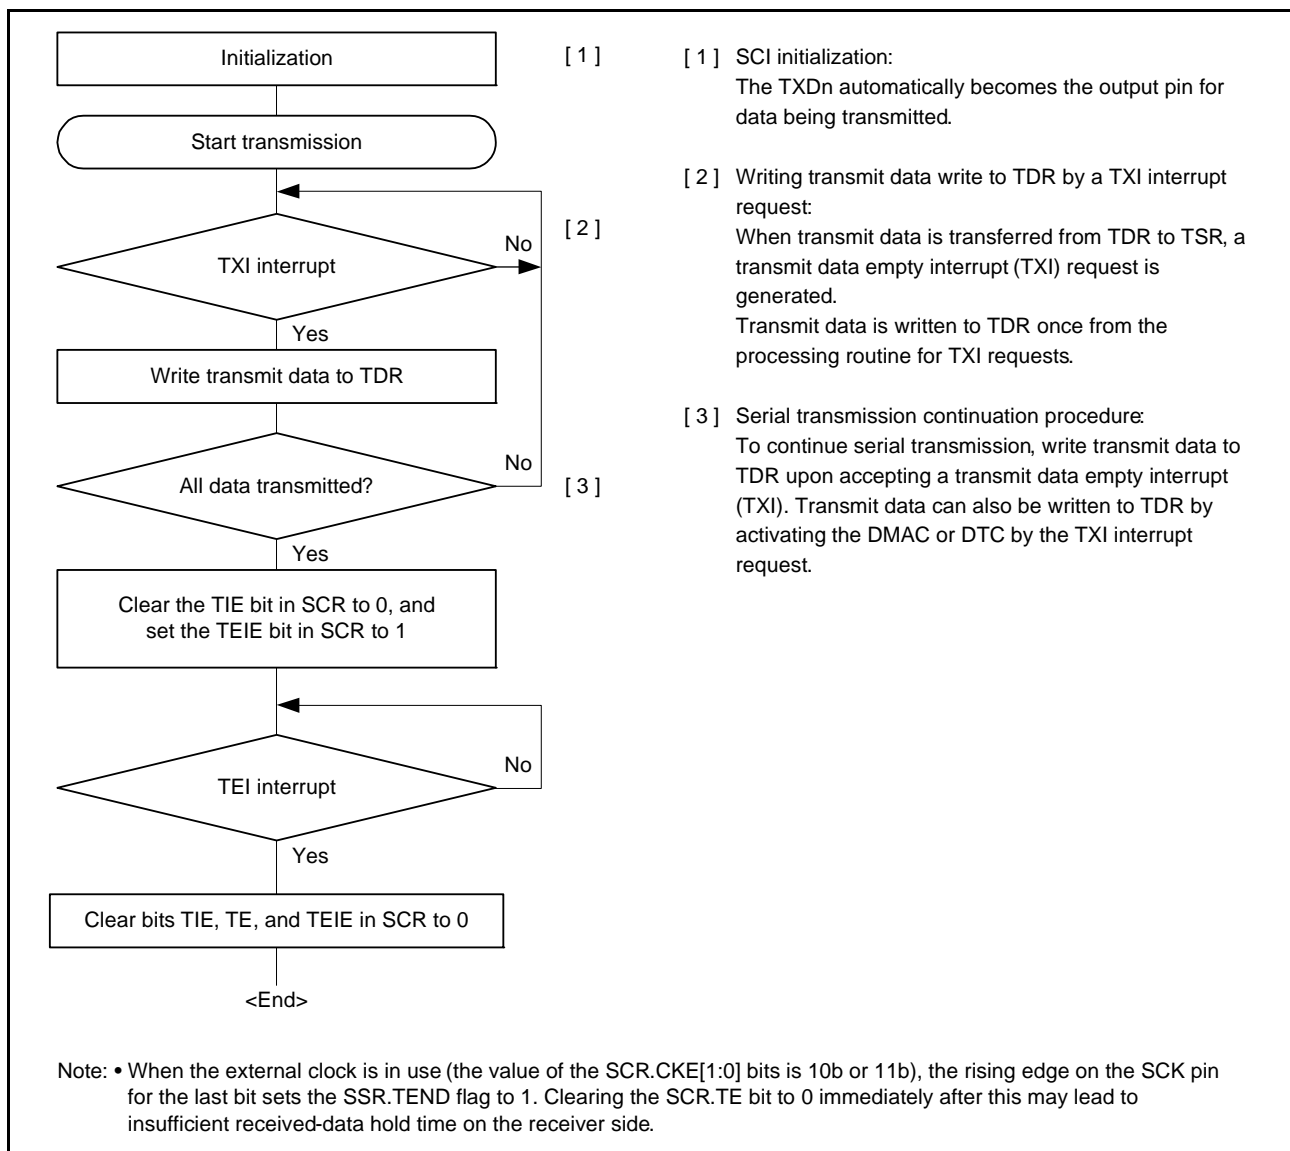 Initialization
[ 1 ]
Start transmission
[ 2 ]
No
TXI interrupt
Yes
Write transmit data to TDR
No
All data transmitted?
[ 3 ]
Yes
Clear the TIE bit in SCR to 0, and
set the TEIE bit in SCR to 1
No
TEI interrupt
Yes
Clear bits TIE, TE, and TEIE in SCR to 0
<End>
[ 1 ] SCI initialization:
The TXDn automatically becomes the output pin for
data being transmitted.
[ 2 ] Writing transmit data write to TDR by a TXI interrupt
request:
When transmit data is transferred from TDR to TSR, a
transmit data empty interrupt (TXI) request is
generated.
Transmit data is written to TDR once from the
processing routine for TXI requests.
[ 3 ] Serial transmission continuation procedure:
To continue serial transmission, write transmit data to
TDR upon accepting a transmit data empty interrupt
(TXI). Transmit data can also be written to TDR by
activating the DMAC or DTC by the TXI interrupt
request.
Note: • When the external clock is in use (the value of the SCR.CKE[1:0] bits is 10b or 11b), the rising edge on the SCK pin
for the last bit sets the SSR.TEND flag to 1. Clearing the SCR.TE bit to 0 immediately after this may lead to
insufficient received-data hold time on the receiver side.